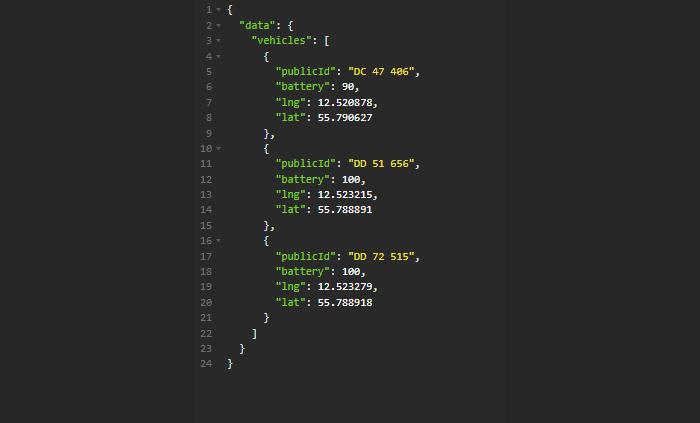 1 {
2 "data": {
3 "vehicles": [
4 {
5 "publicId": "DC 47 406",
6 "battery": 90,
7 "lng": 12.520878,
8 "lat": 55.790627
9 },
10 {
11 "publicId": "DD 51 656",
12 "battery": 100,
13 "lng": 12.523215,
14 "lat": 55.788891
15 },
16 {
17 "publicId": "DD 72 515",
18 "battery": 100,
19 "lng": 12.523279,
20 "lat": 55.788918
21 }
22 ]
23 }
24 }